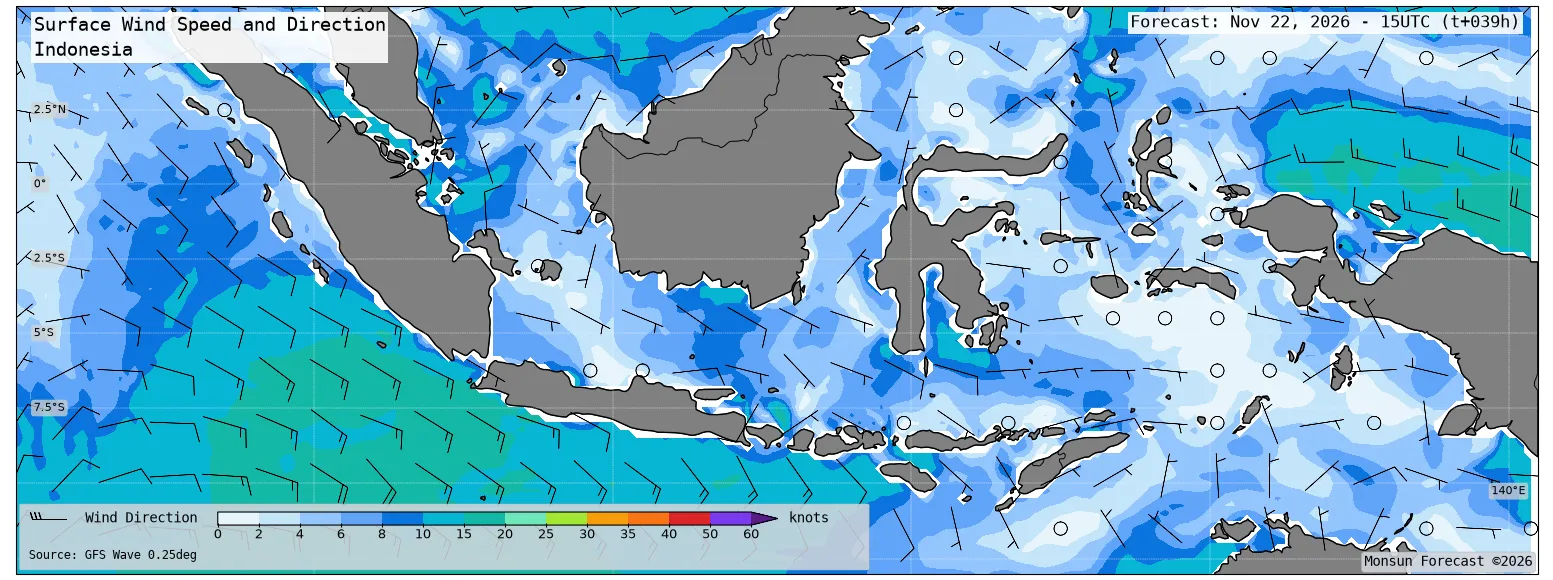 Surface Wind Speed and Direction
Indonesia
Forecast: Nov 22, 2026 - 15UTC (t+039h)
2.5°N
0°
2.5°S
5°S
7.5°S
140°E
Wind Direction
0 2 4 6 8 10 15 20 25 30 35 40 50 60
knots
Source: GFS Wave 0.25deg
Monsun Forecast ©2026